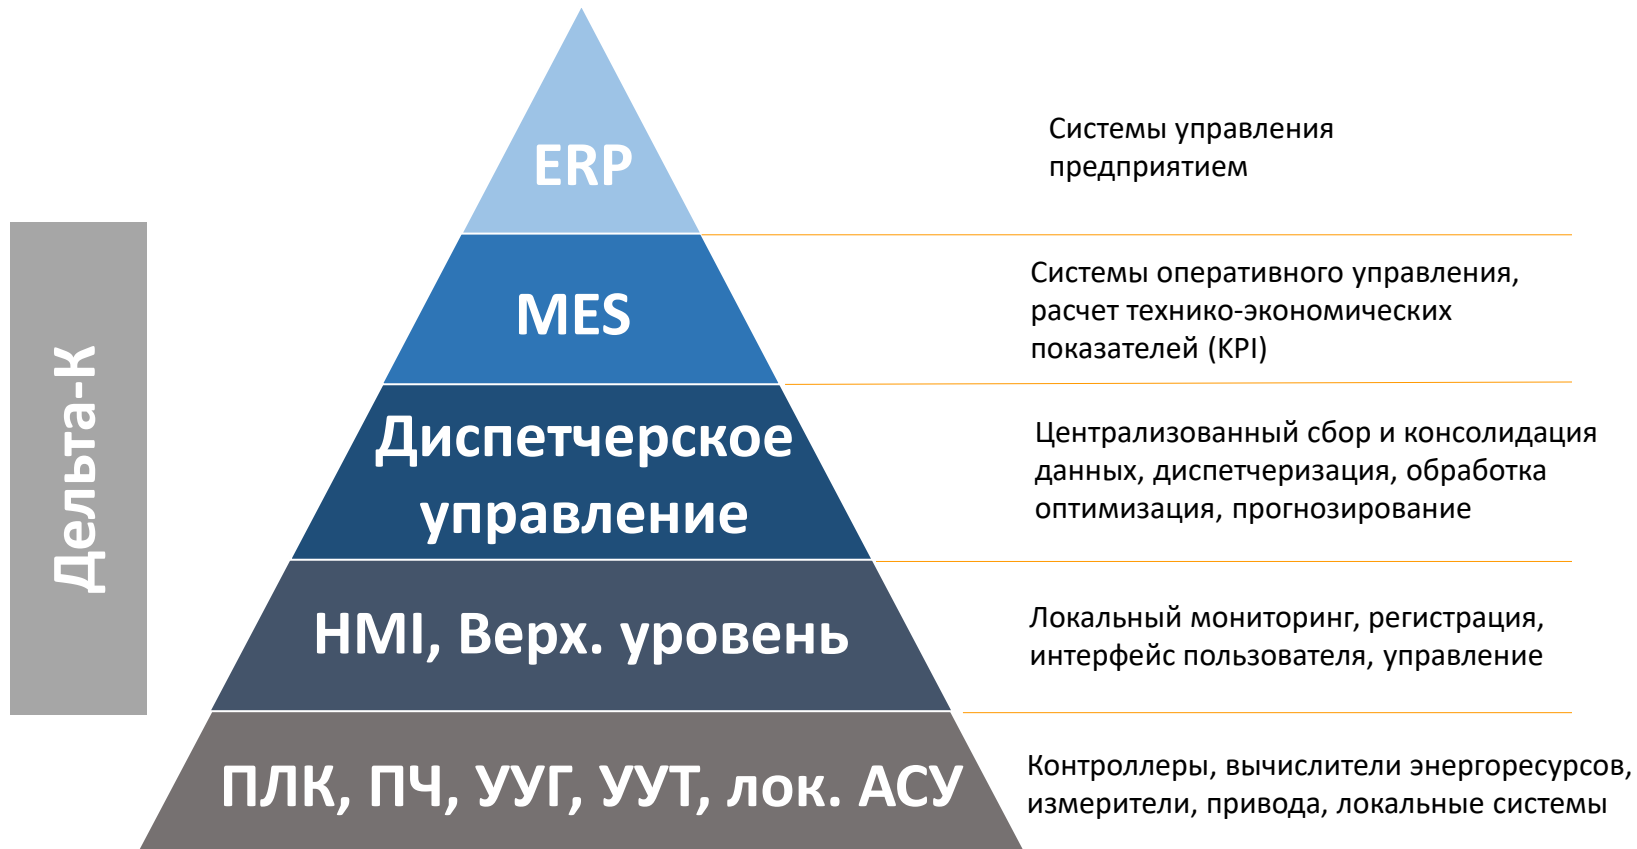 ERP
Системы управления
предприятием
Дельта-К
MES
Системы оперативного управления,
расчет технико-экономических
показателей (KPI)
Диспетчерское
управление
Централизованный сбор и консолидация
данных, диспетчеризация, обработка
оптимизация, прогнозирование
HMI, Верх. уровень
Локальный мониторинг, регистрация,
интерфейс пользователя, управление
ПЛК, ПЧ, УУГ, УУТ, лок. АСУ
Контроллеры, вычислители энергоресурсов,
измерители, привода, локальные системы